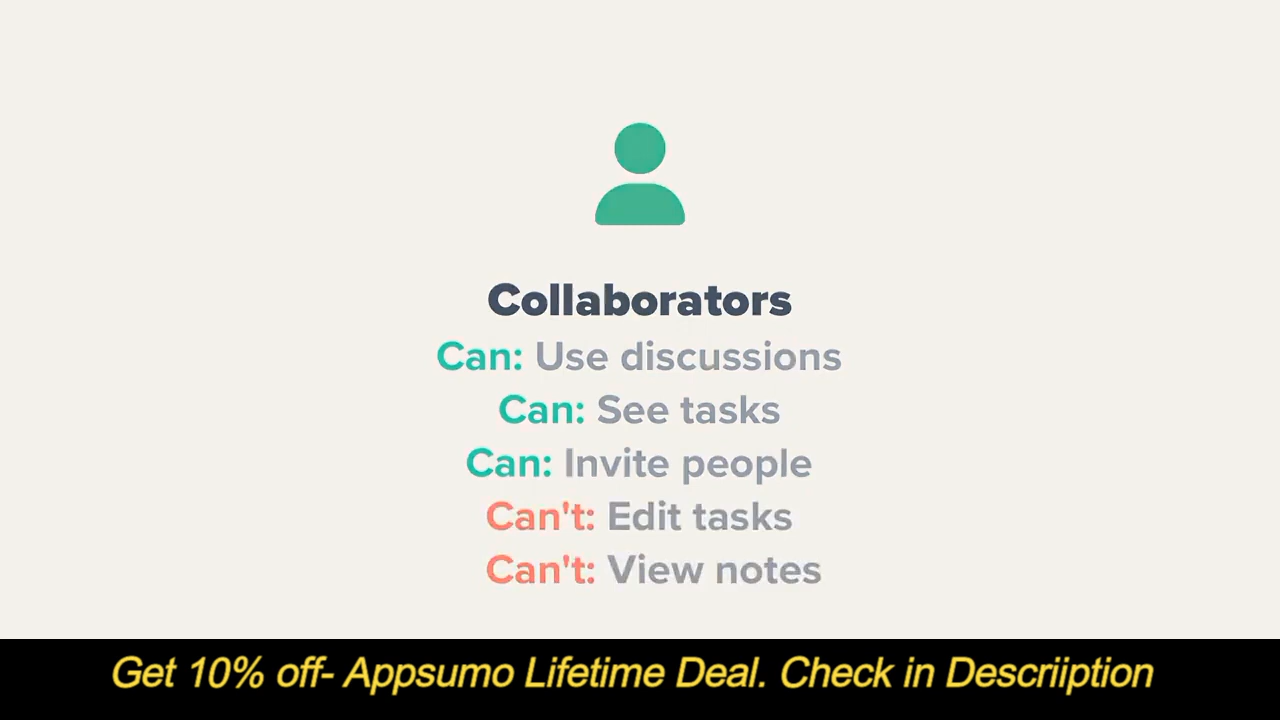 Collaborators
Can: Use discussions
Can: See tasks
Can: Invite people
Can't: Edit tasks
Can't: View notes
Get 10% off- Appsumo Lifetime Deal. Check in Descriiption